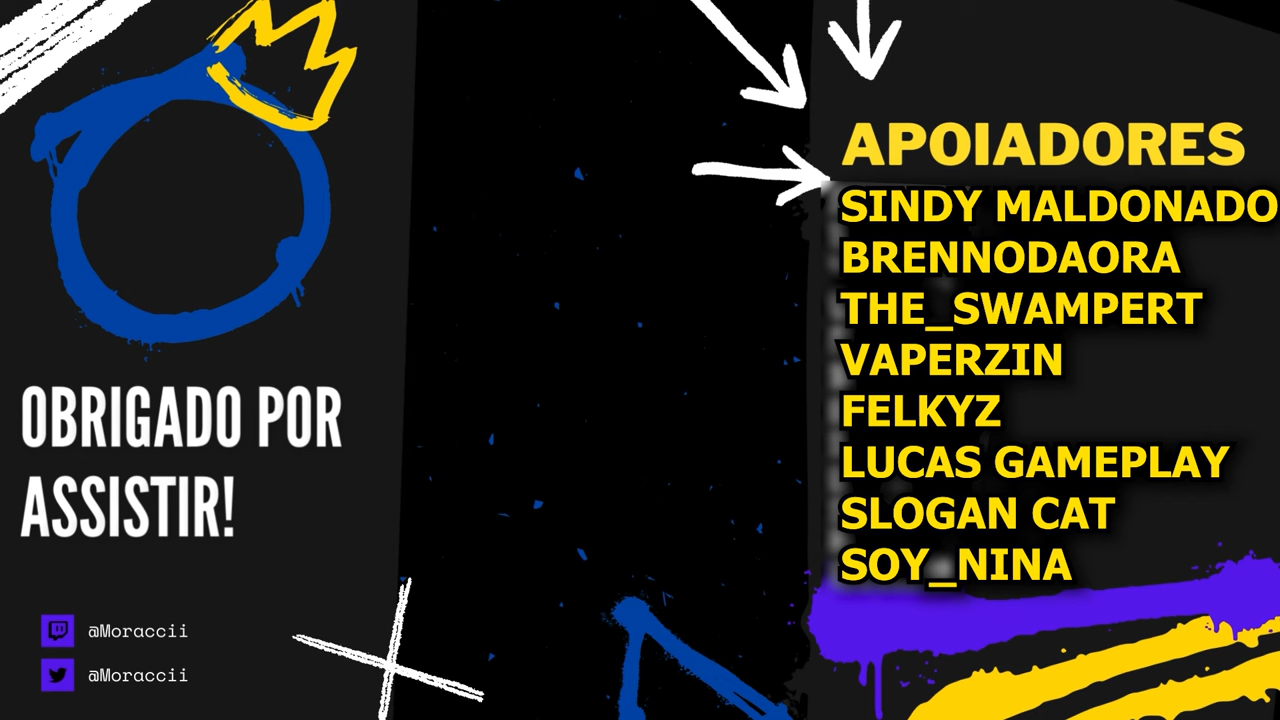 OBRIGADO POR
ASSISTIR!
@Moraccii
@Moraccii
APOIADORES
SINDY MALDONADO
BRENNODAORA
THE_SWAMPERT
VAPERZIN
FELKYZ
LUCAS GAMEPLAY
SLOGAN CAT
SOY_NINA